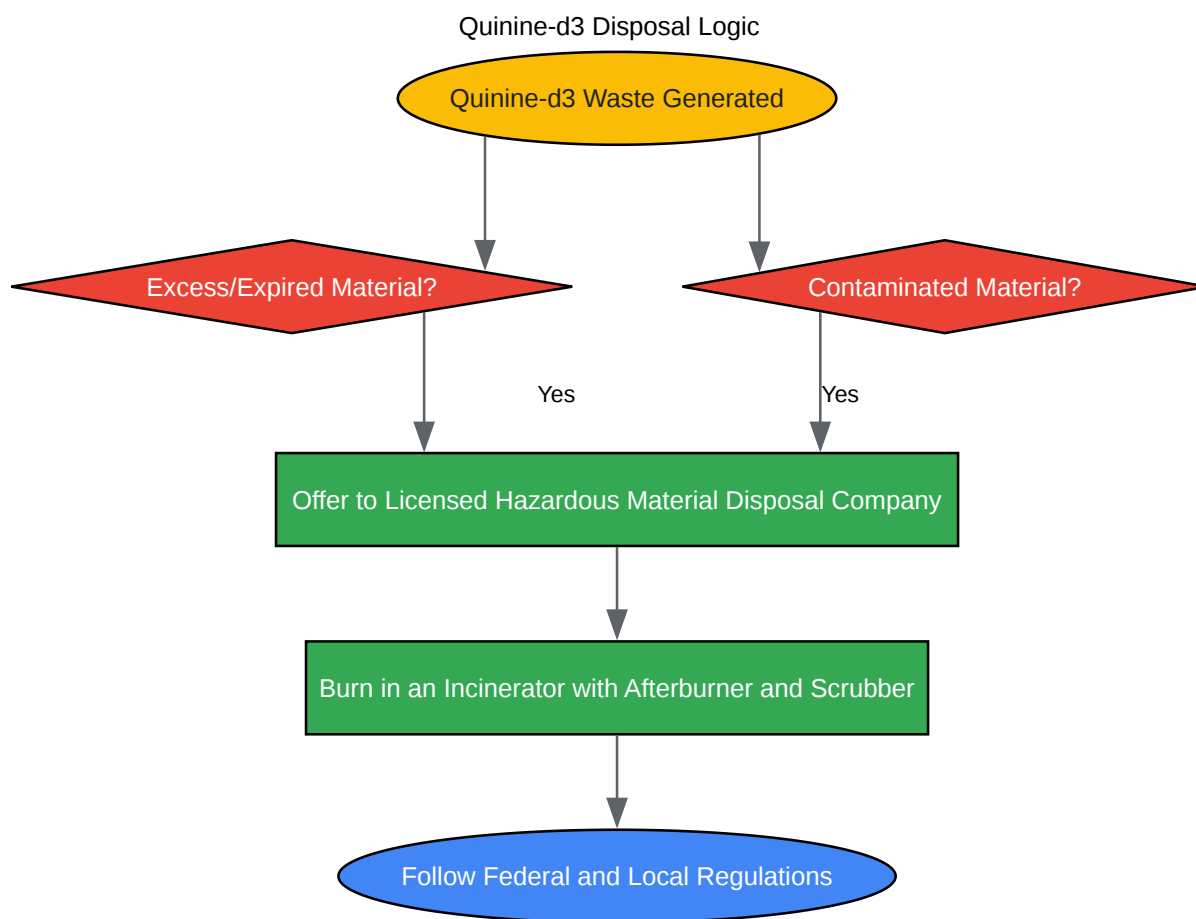 Quinine-d3 Disposal Logic
Quinine-d3 Waste Generated
Excess/Expired Material?
Contaminated Material?
Yes
Yes
Offer to Licensed Hazardous Material Disposal Company
Burn in an Incinerator with Afterburner and Scrubber
Follow Federal and Local Regulations